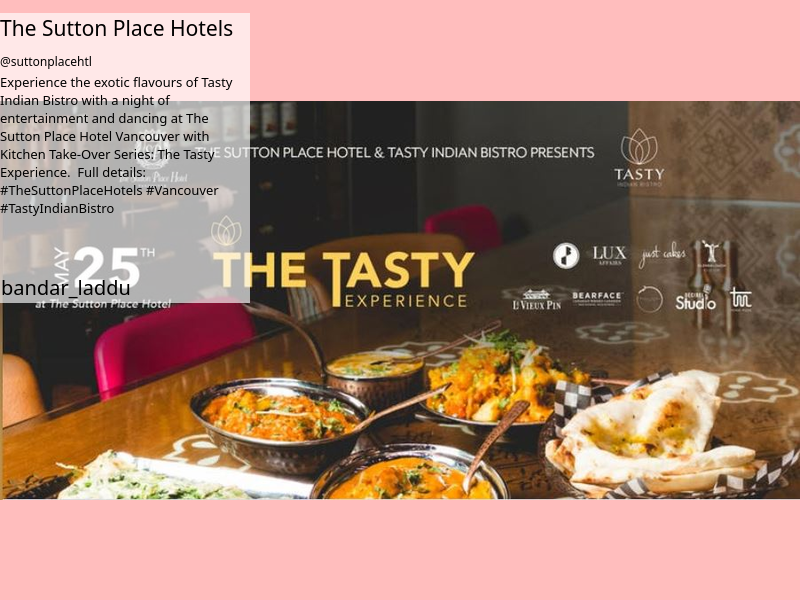 The Sutton Place Hotels
@suttonplacehtl
Experience the exotic flavours of Tasty
Indian Bistro with a night of
entertainment and dancing at The
Sutton Place Hotel Vancouver with
Kitchen Take-Over Series: The Tasty
Experience.  Full details:
#TheSuttonPlaceHotels #Vancouver
#TastyIndianBistro
bandar_laddu
THE SUTTON PLACE HOTEL & TASTY INDIAN BISTRO PRESENTS
TASTY
INDIAN BISTRO
MAY 25TH
at The Sutton Place Hotel
THE TASTY
EXPERIENCE
LUX
AFFAIRS
just cakes
LE VIEUX PIN
BEARFACE
Studio